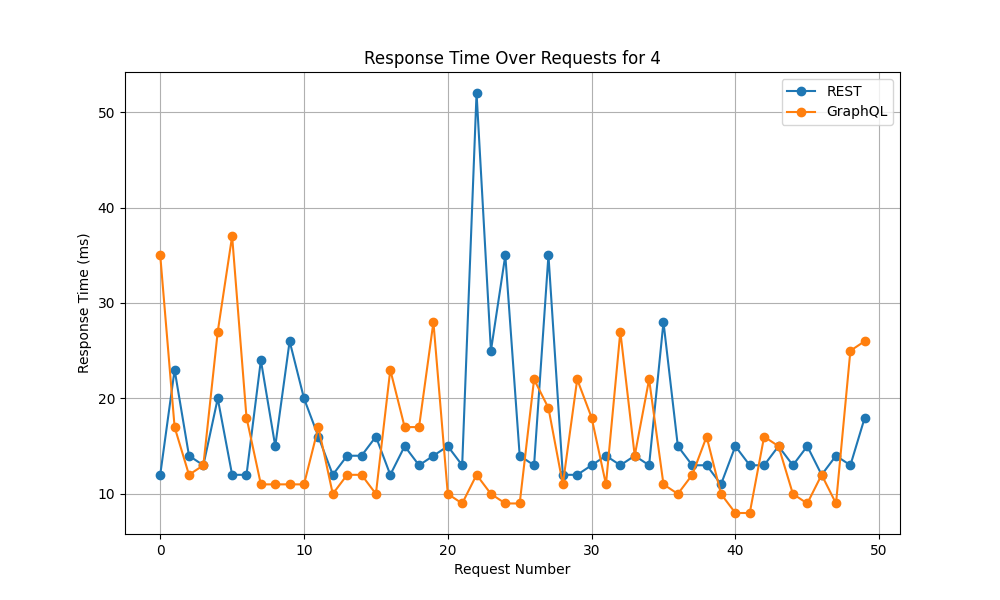 Response Time Over Requests for 4
REST
GraphQL
50
40
30
20
10
Response Time (ms)
0 10 20 30 40 50
Request Number